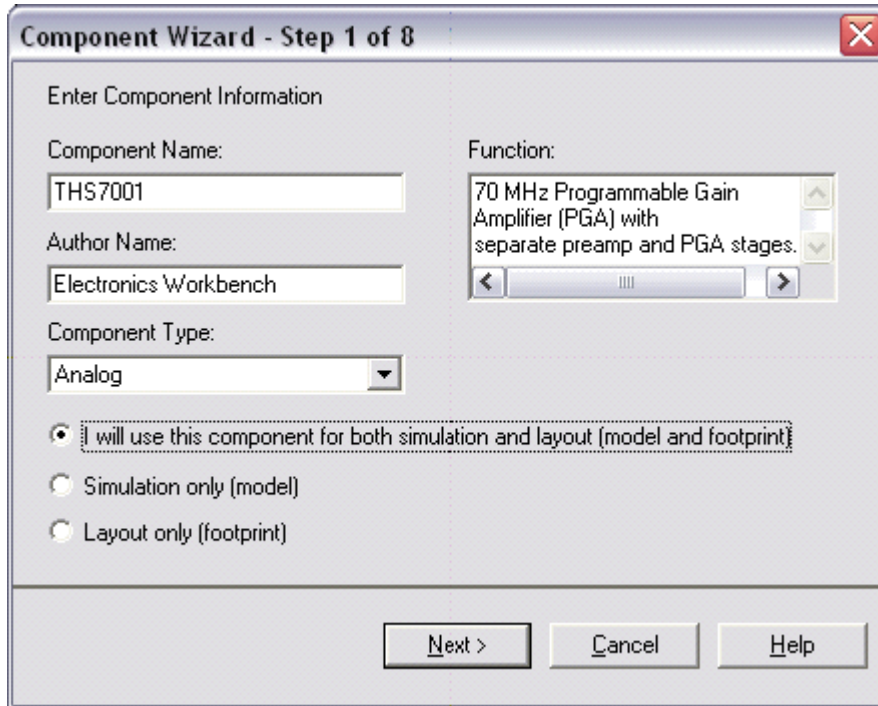 Component Wizard - Step 1 of 8
Enter Component Information
Component Name:
THS7001
Author Name:
Electronics Workbench
Component Type:
Analog
Function:
70 MHz Programmable Gain
Amplifier (PGA) with
separate preamp and PGA stages.
I will use this component for both simulation and layout (model and footprint)
Simulation only (model)
Layout only (footprint)
Next >
Cancel
Help